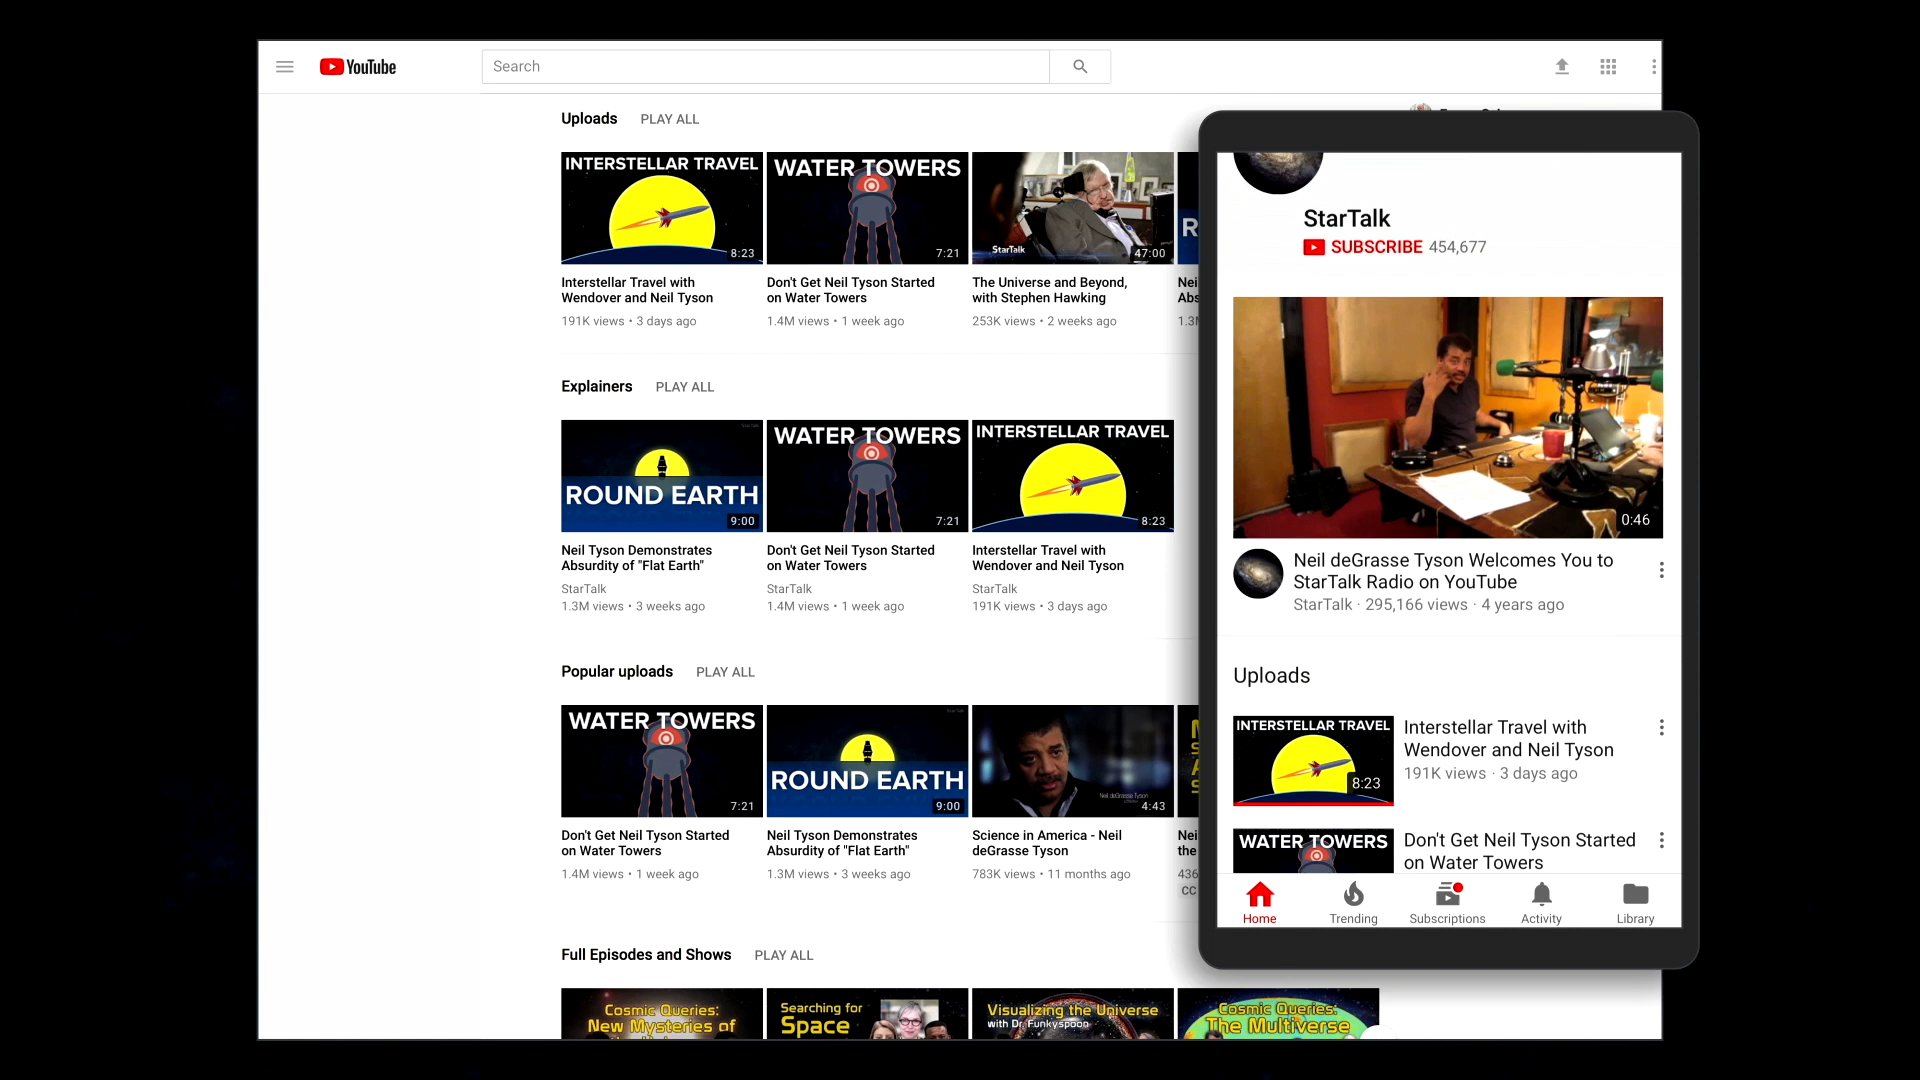 YouTube
Search
Uploads PLAY ALL
INTERSTELLAR TRAVEL
8:23
WATER TOWERS
7:21
StarTalk
47:00
R
Interstellar Travel with
Wendover and Neil Tyson
191K views • 3 days ago
Don't Get Neil Tyson Started
on Water Towers
1.4M views • 1 week ago
The Universe and Beyond,
with Stephen Hawking
253K views • 2 weeks ago
Nei
Abs
1.3M
Explainers PLAY ALL
ROUND EARTH
9:00
WATER TOWERS
7:21
INTERSTELLAR TRAVEL
8:23
Neil Tyson Demonstrates
Absurdity of "Flat Earth"
StarTalk
1.3M views • 3 weeks ago
Don't Get Neil Tyson Started
on Water Towers
StarTalk
1.4M views • 1 week ago
Interstellar Travel with
Wendover and Neil Tyson
StarTalk
191K views • 3 days ago
Popular uploads PLAY ALL
WATER TOWERS
7:21
ROUND EARTH
9:00
Neil deGrasse Tyson
4:43
Don't Get Neil Tyson Started
on Water Towers
1.4M views • 1 week ago
Neil Tyson Demonstrates
Absurdity of "Flat Earth"
1.3M views • 3 weeks ago
Science in America - Neil
deGrasse Tyson
783K views • 11 months ago
Nei
the
436
CC
Full Episodes and Shows PLAY ALL
Cosmic Queries:
New Mysteries of
Searching for
Space
Visualizing the Universe
with Dr. Funkyspoon
Cosmic Queries:
The Multiverse
StarTalk
SUBSCRIBE 454,677
0:46
Neil deGrasse Tyson Welcomes You to
StarTalk Radio on YouTube
StarTalk · 295,166 views · 4 years ago
Uploads
INTERSTELLAR TRAVEL
8:23
Interstellar Travel with
Wendover and Neil Tyson
191K views · 3 days ago
WATER TOWERS
Don't Get Neil Tyson Started
on Water Towers
Home Trending Subscriptions Activity Library